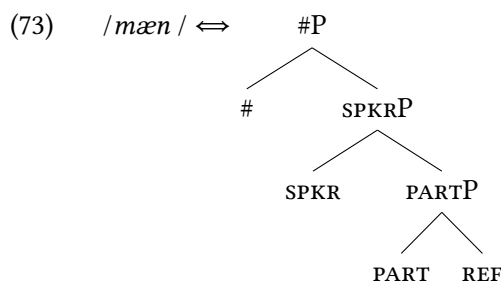 (73) /mæn / ⇔ #P
# SPKRP
SPKR PARTP
PART REF